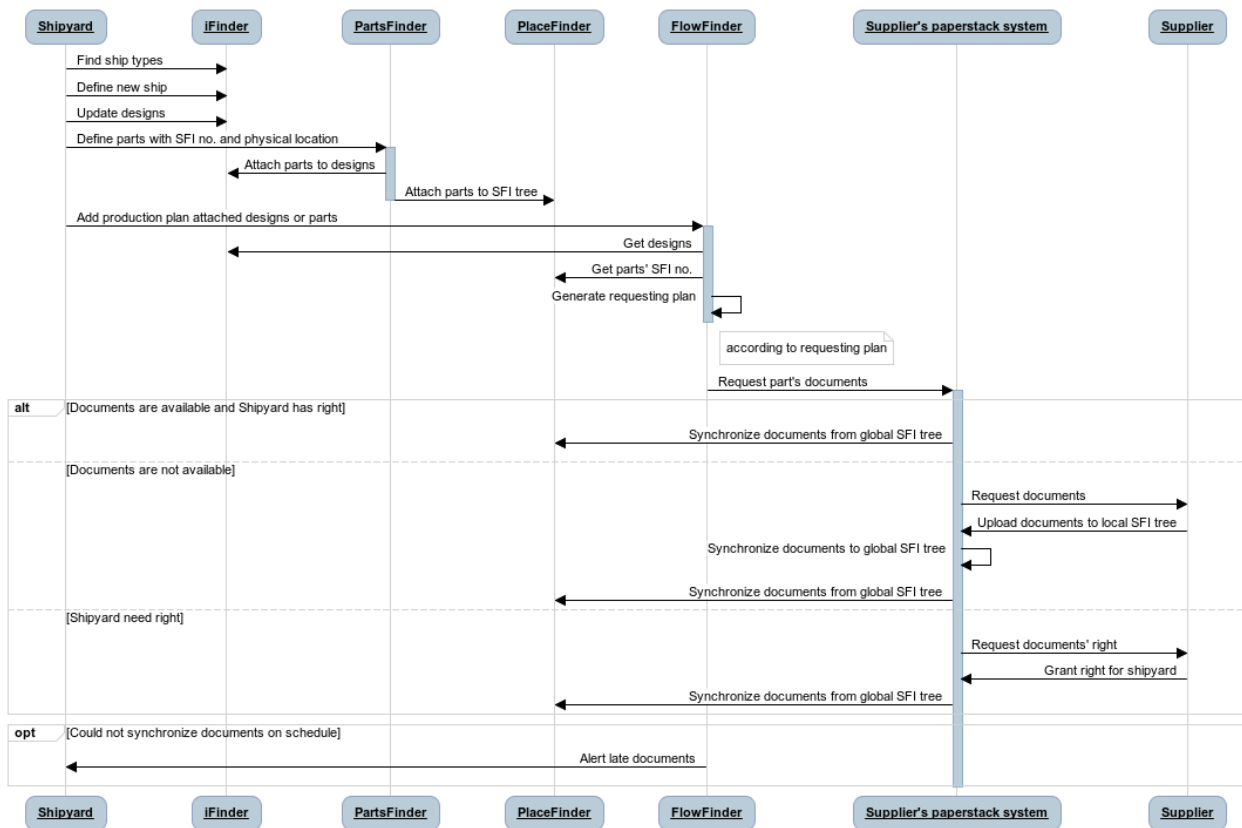 Shipyard iFinder PartsFinder PlaceFinder FlowFinder Supplier's paperstack system Supplier
Find ship types
Define new ship
Update designs
Define parts with SFI no. and physical location
Attach parts to designs
Attach parts to SFI tree
Add production plan attached designs or parts
Get designs
Get parts' SFI no.
Generate requesting plan
according to requesting plan
Request part's documents
alt [Documents are available and Shipyard has right]
Synchronize documents from global SFI tree
[Documents are not available]
Request documents
Upload documents to local SFI tree
Synchronize documents to global SFI tree
Synchronize documents from global SFI tree
[Shipyard need right]
Request documents' right
Grant right for shipyard
Synchronize documents from global SFI tree
opt [Could not synchronize documents on schedule]
Alert late documents
Shipyard iFinder PartsFinder PlaceFinder FlowFinder Supplier's paperstack system Supplier